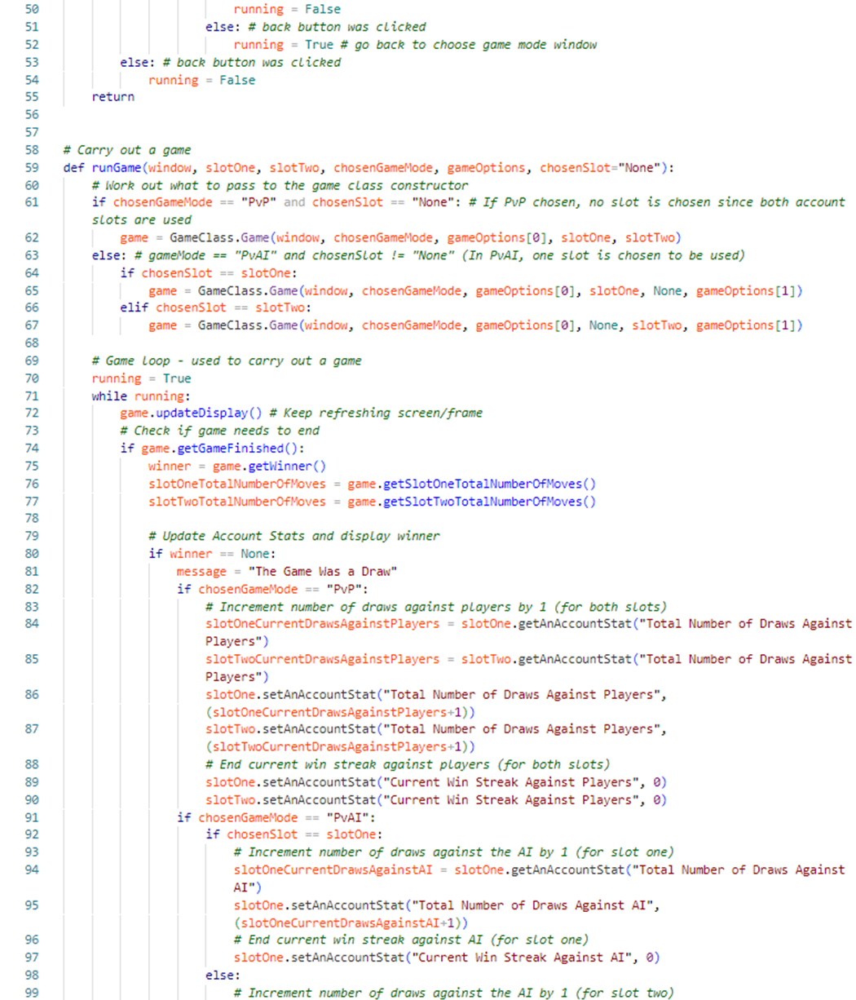 50 running = False
51 else: # back button was clicked
52 running = True # go back to choose game mode window
53 else: # back button was clicked
54 running = False
55 return
56
57
58 # Carry out a game
59 def runGame(window, slotOne, slotTwo, chosenGameMode, gameOptions, chosenSlot="None"):
60 # Work out what to pass to the game class constructor
61 if chosenGameMode == "PvP" and chosenSlot == "None": # If PvP chosen, no slot is chosen since both account
slots are used
62 game = GameClass.Game(window, chosenGameMode, gameOptions[0], slotOne, slotTwo)
63 else: # gameMode == "PvAI" and chosenSlot != "None" (In PvAI, one slot is chosen to be used)
64 if chosenSlot == slotOne:
65 game = GameClass.Game(window, chosenGameMode, gameOptions[0], slotOne, None, gameOptions[1])
66 elif chosenSlot == slotTwo:
67 game = GameClass.Game(window, chosenGameMode, gameOptions[0], None, slotTwo, gameOptions[1])
68
69 # Game loop - used to carry out a game
70 running = True
71 while running:
72 game.updateDisplay() # Keep refreshing screen/frame
73 # Check if game needs to end
74 if game.getGameFinished():
75 winner = game.getWinner()
76 slotOneTotalNumberOfMoves = game.getSlotOneTotalNumberOfMoves()
77 slotTwoTotalNumberOfMoves = game.getSlotTwoTotalNumberOfMoves()
78
79 # Update Account Stats and display winner
80 if winner == None:
81 message = "The Game Was a Draw"
82 if chosenGameMode == "PvP":
83 # Increment number of draws against players by 1 (for both slots)
84 slotOneCurrentDrawsAgainstPlayers = slotOne.getAnAccountStat("Total Number of Draws Against
Players")
85 slotTwoCurrentDrawsAgainstPlayers = slotTwo.getAnAccountStat("Total Number of Draws Against
Players")
86 slotOne.setAnAccountStat("Total Number of Draws Against Players",
(slotOneCurrentDrawsAgainstPlayers+1))
87 slotTwo.setAnAccountStat("Total Number of Draws Against Players",
(slotTwoCurrentDrawsAgainstPlayers+1))
88 # End current win streak against players (for both slots)
89 slotOne.setAnAccountStat("Current Win Streak Against Players", 0)
90 slotTwo.setAnAccountStat("Current Win Streak Against Players", 0)
91 if chosenGameMode == "PvAI":
92 if chosenSlot == slotOne:
93 # Increment number of draws against the AI by 1 (for slot one)
94 slotOneCurrentDrawsAgainstAI = slotOne.getAnAccountStat("Total Number of Draws Against
AI")
95 slotOne.setAnAccountStat("Total Number of Draws Against AI",
(slotOneCurrentDrawsAgainstAI+1))
96 # End current win streak against AI (for slot one)
97 slotOne.setAnAccountStat("Current Win Streak Against AI", 0)
98 else:
99 # Increment number of draws against the AI by 1 (for slot two)